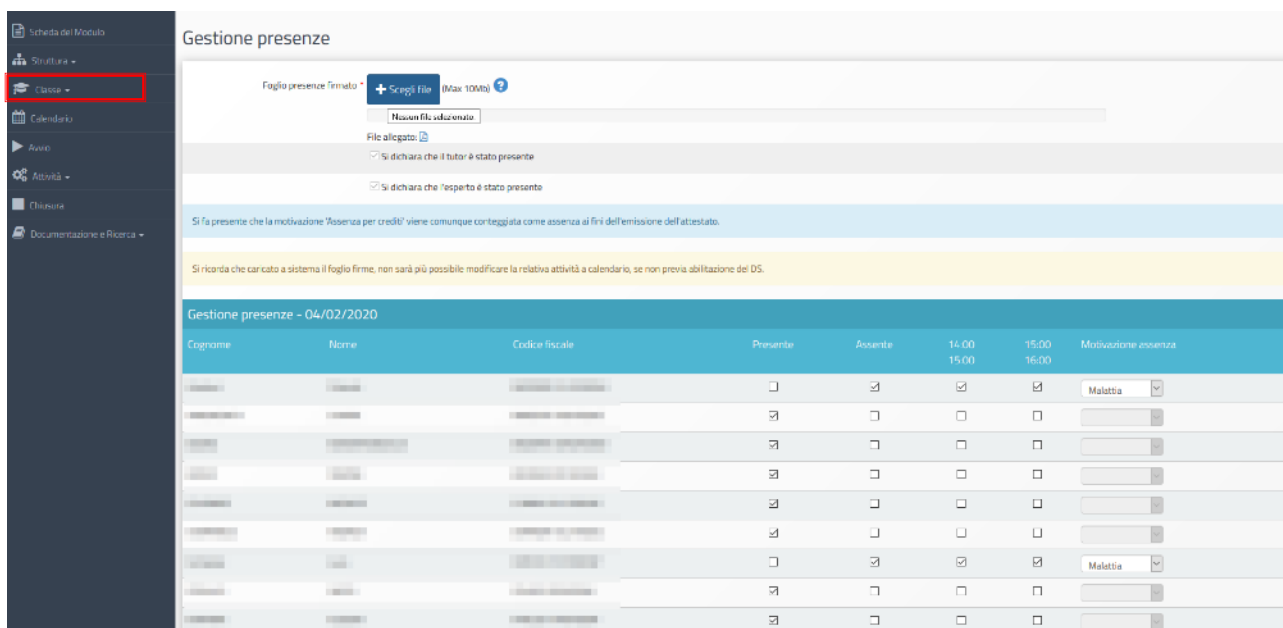 Scheda del Modulo
Struttura
Classe
Calendario
Avvio
Attività
Chiusura
Documentazione e Ricerca
Gestione presenze
Foglio presenze firmato * + Scegli file (Max 10Mb) ?
Nessun file selezionato.
File allegato:
Si dichiara che il tutor è stato presente
Si dichiara che l'esperto è stato presente
Si fa presente che la motivazione "Assenza per crediti" viene comunque conteggiata come assenza ai fini dell'emissione dell'attestato.
Si ricorda che caricato a sistema il foglio firme, non sarà più possibile modificare la relativa attività a calendario, se non previa abilitazione del DS.
Gestione presenze - 04/02/2020
Cognome Nome Codice fiscale Presente Assente 14:00 15:00 Motivazione assenza
15:00 16:00
Malattia
Malattia